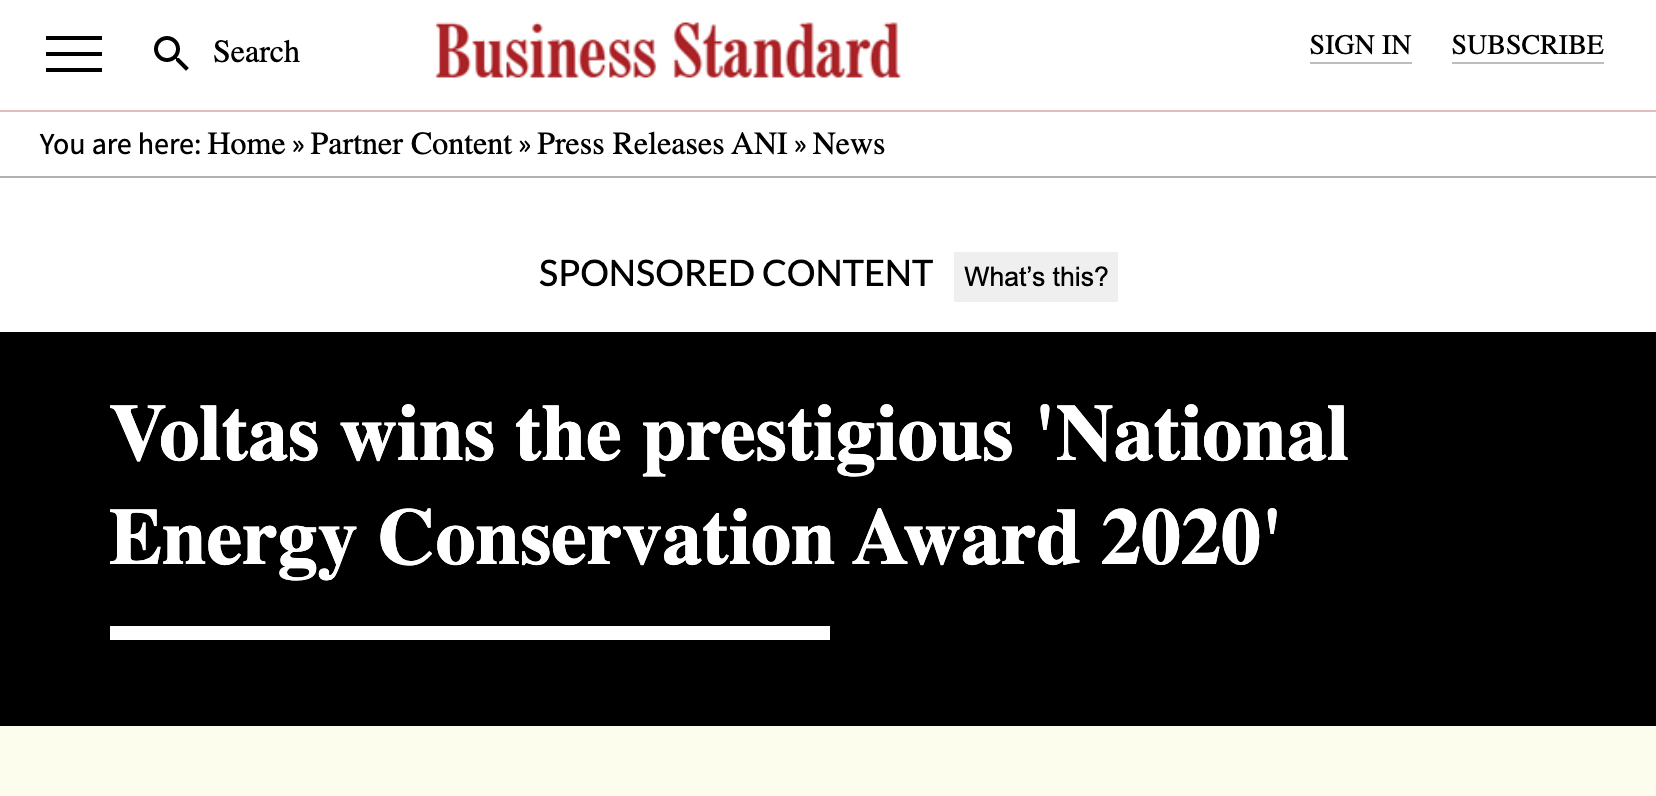 Search
Business Standard
SIGN IN
SUBSCRIBE
You are here: Home » Partner Content » Press Releases ANI » News
SPONSORED CONTENT
What's this?
Voltas wins the prestigious 'National
Energy Conservation Award 2020'